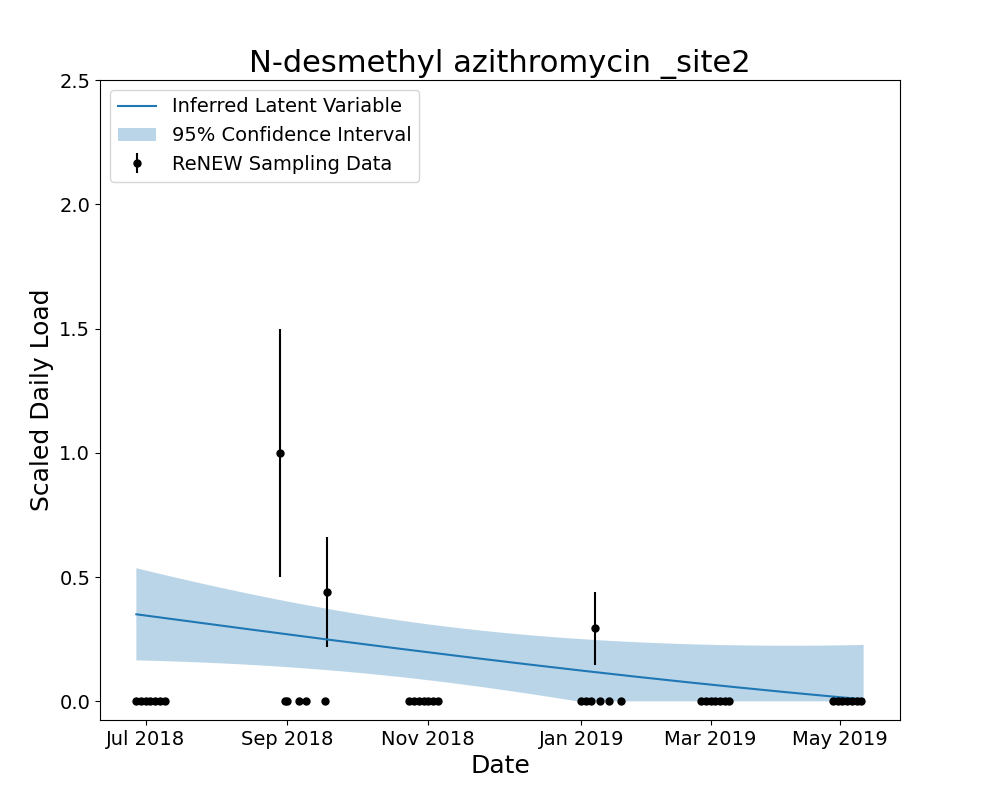 N-desmethyl azithromycin _site2
2.5
2.0
1.5
1.0
0.5
0.0
Scaled Daily Load
Inferred Latent Variable
95% Confidence Interval
ReNEW Sampling Data
Jul 2018
Sep 2018
Nov 2018
Jan 2019
Mar 2019
May 2019
Date